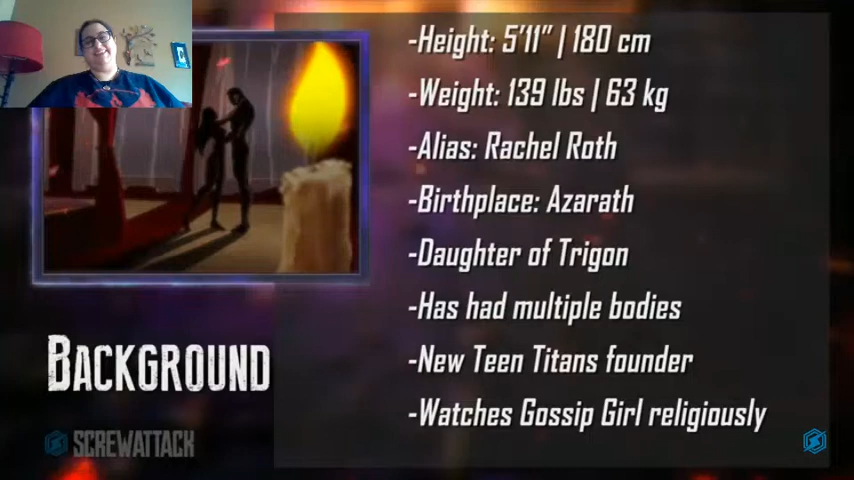 -Height: 5'11" | 180 cm
-Weight: 139 lbs | 63 kg
-Alias: Rachel Roth
-Birthplace: Azarath
-Daughter of Trigon
-Has had multiple bodies
-New Teen Titans founder
-Watches Gossip Girl religiously
BACKGROUND
SCREWATTACK